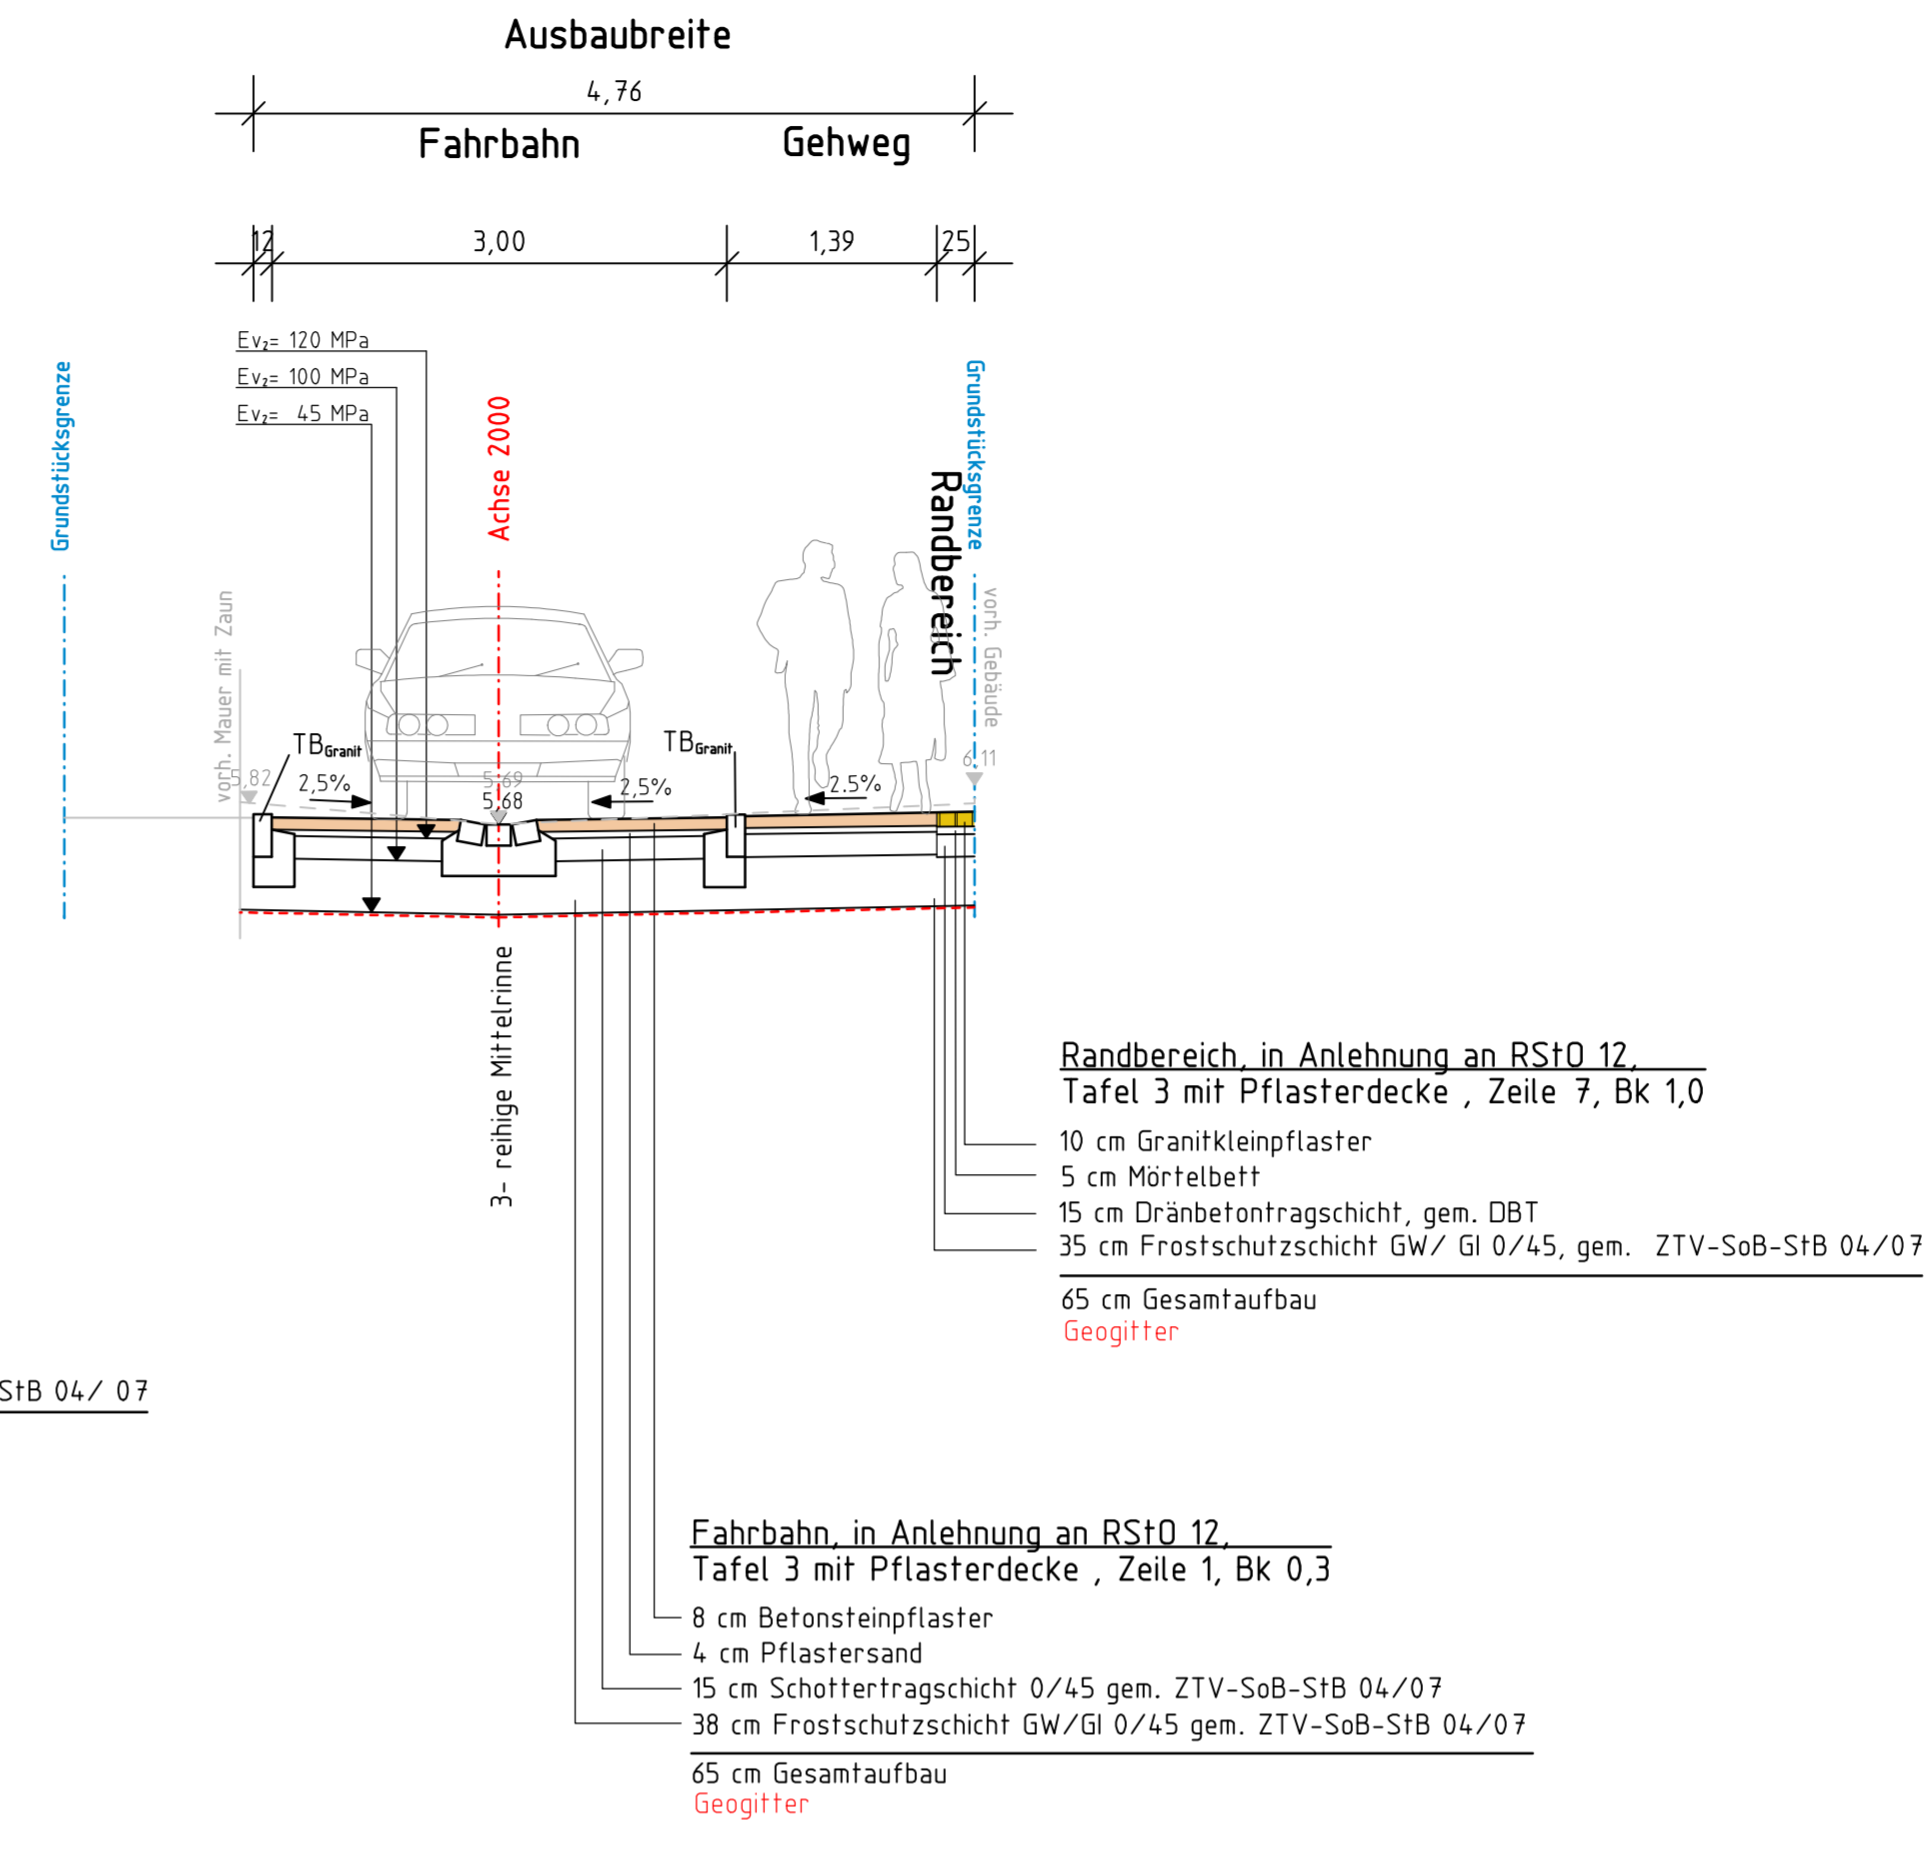 Ausbaubreite
4,76
Fahrbahn
Gehweg
12
3,00
1,39
25
Ev₂= 120 MPa
Ev₂= 100 MPa
Ev₂= 45 MPa
Grundstücksgrenze
Achse 2000
Grundstücksgrenze
Randbereich
vorh. Mauer mit Zaun
vorh. Gebäude
TBGranit
TBGranit
5,82
2,5%
5,69
5,68
2,5%
2.5%
6,11
3- reihige Mittelrinne
Randbereich, in Anlehnung an RStO 12,
Tafel 3 mit Pflasterdecke , Zeile 7, Bk 1,0
10 cm Granitkleinpflaster
5 cm Mörtelbett
15 cm Dränbetontragschicht, gem. DBT
35 cm Frostschutzschicht GW/ GI 0/45, gem. ZTV-SoB-StB 04/07
65 cm Gesamtaufbau
Geogitter
StB 04/ 07
Fahrbahn, in Anlehnung an RStO 12,
Tafel 3 mit Pflasterdecke , Zeile 1, Bk 0,3
8 cm Betonsteinpflaster
4 cm Pflastersand
15 cm Schottertragschicht 0/45 gem. ZTV-SoB-StB 04/07
38 cm Frostschutzschicht GW/GI 0/45 gem. ZTV-SoB-StB 04/07
65 cm Gesamtaufbau
Geogitter